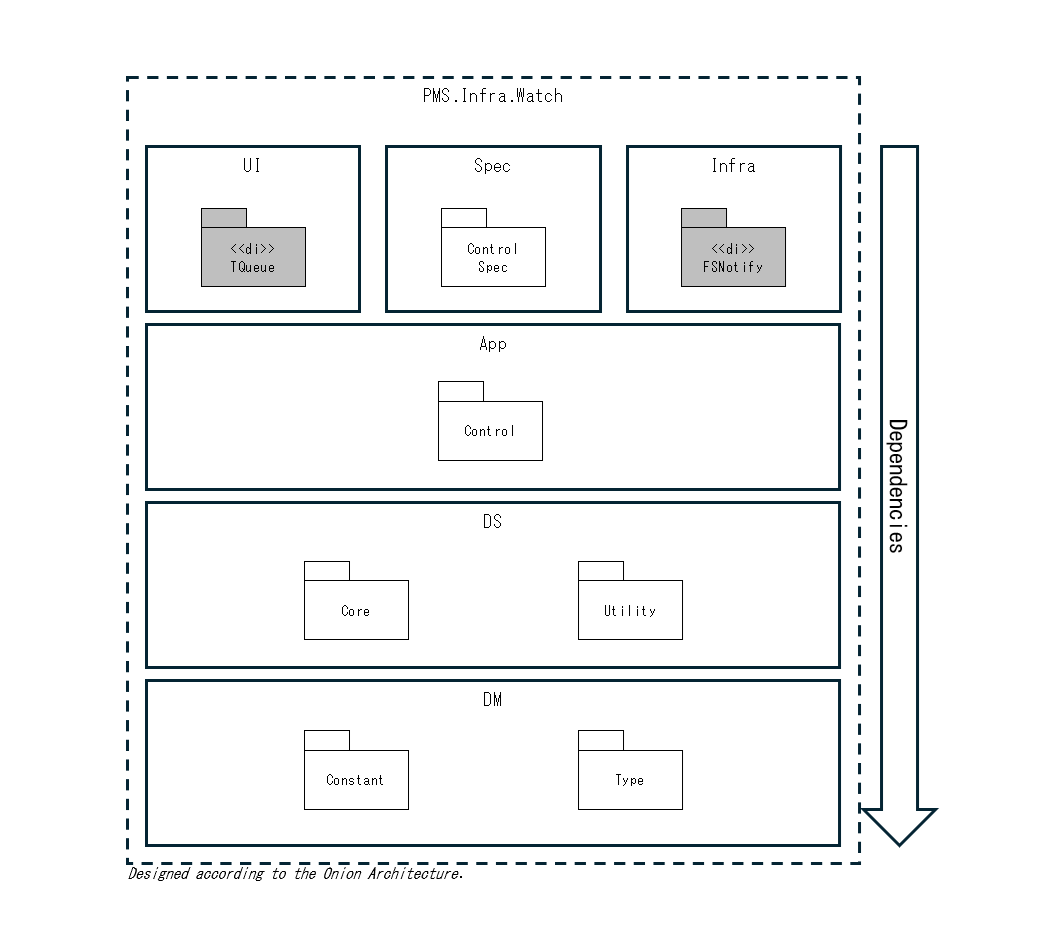 PMS.Infra.Watch
UI
Spec
Infra
<<di>>
TQueue
Control
Spec
<<di>>
FSNotify
App
Control
Dependencies
DS
Core
Utility
DM
Constant
Type
Designed according to the Onion Architecture.